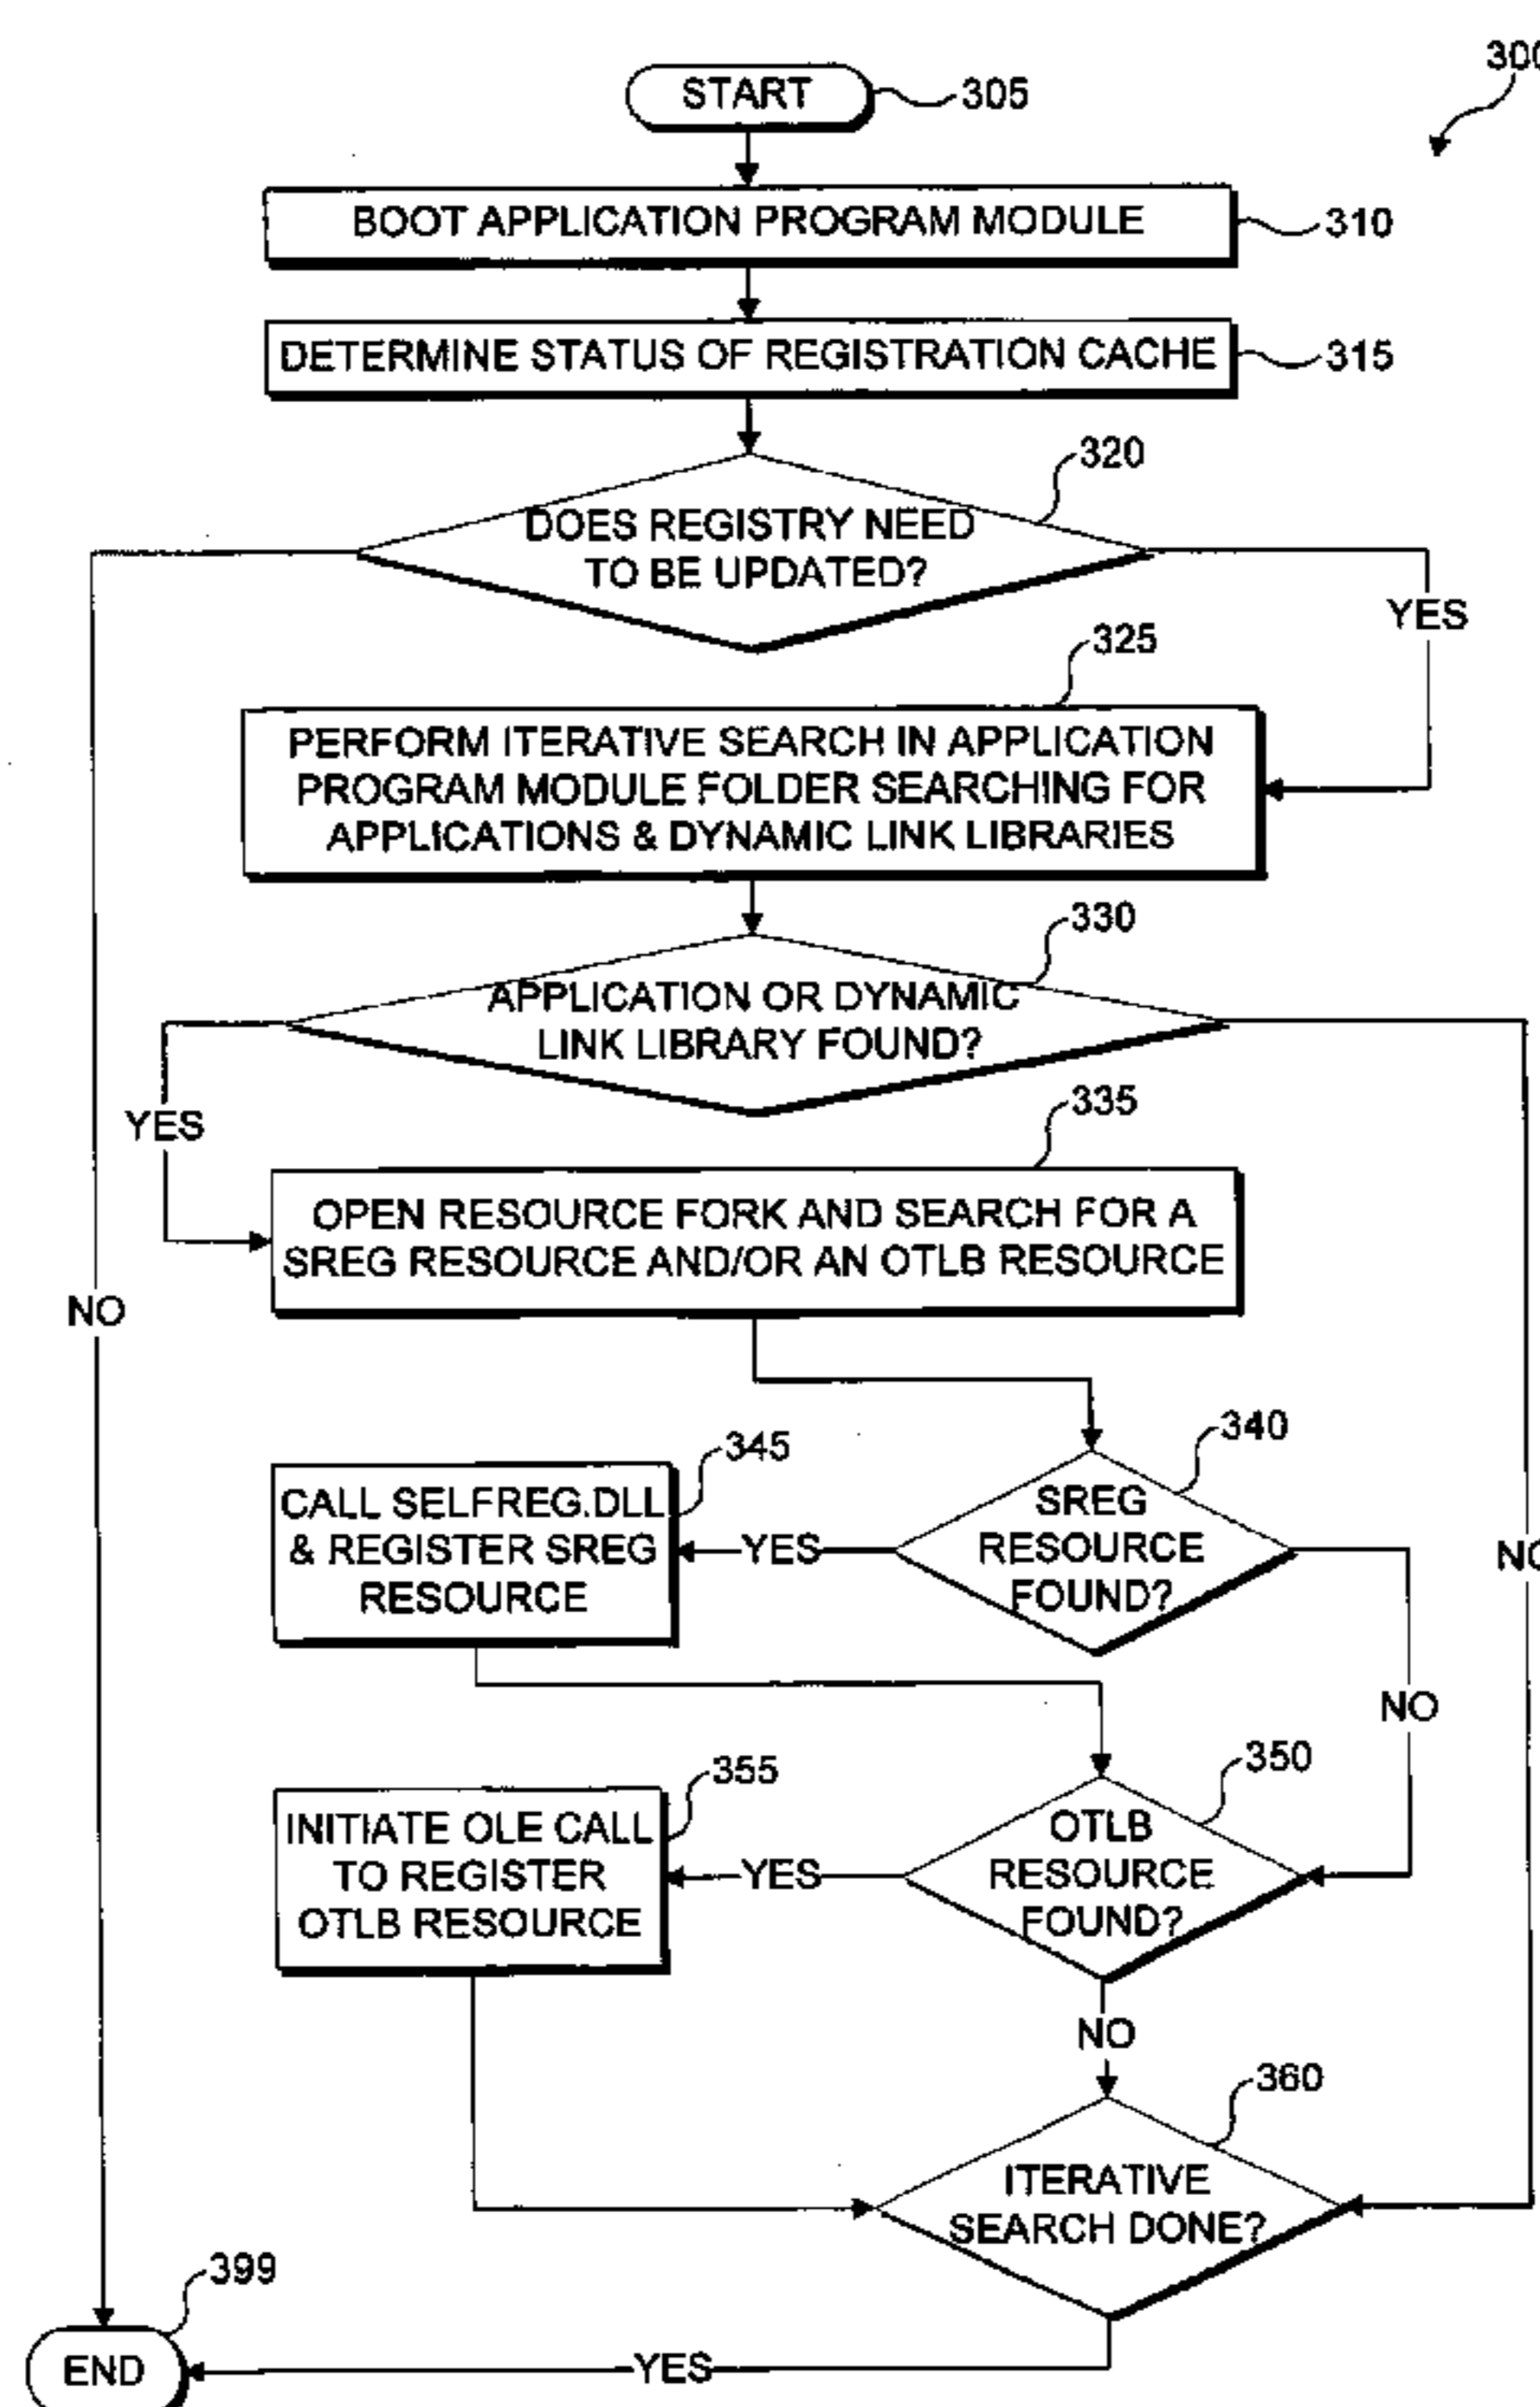 300
START
305
BOOT APPLICATION PROGRAM MODULE
310
DETERMINE STATUS OF REGISTRATION CACHE
315
320
DOES REGISTRY NEED
TO BE UPDATED?
YES
325
PERFORM ITERATIVE SEARCH IN APPLICATION
PROGRAM MODULE FOLDER SEARCHING FOR
APPLICATIONS & DYNAMIC LINK LIBRARIES
330
APPLICATION OR DYNAMIC
LINK LIBRARY FOUND?
YES
335
OPEN RESOURCE FORK AND SEARCH FOR A
SREG RESOURCE AND/OR AN OTLB RESOURCE
NO
340
345
CALL SELFREG.DLL
& REGISTER SREG
RESOURCE
YES
SREG
RESOURCE
FOUND?
NO
NO
350
355
INITIATE OLE CALL
TO REGISTER
OTLB RESOURCE
YES
OTLB
RESOURCE
FOUND?
NO
360
ITERATIVE
SEARCH DONE?
399
END
YES